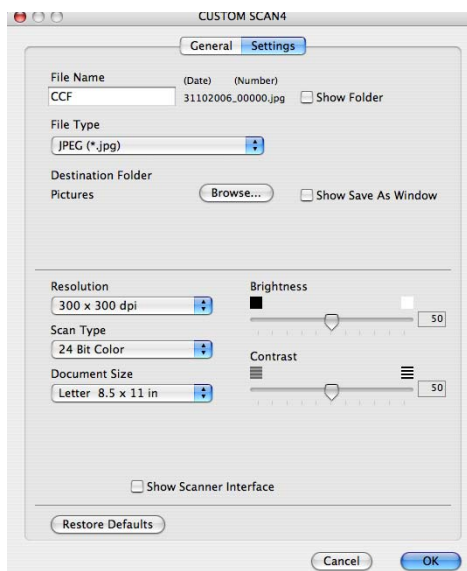 CUSTOM SCAN4
General Settings
File Name
(Date) (Number)
CCF 31102006_00000.jpg Show Folder
File Type
JPEG (*.jpg)
Destination Folder
Pictures Browse... Show Save As Window
Resolution Brightness
300 x 300 dpi
50
Scan Type
24 Bit Color
Contrast
Document Size
Letter 8.5 x 11 in
50
Show Scanner Interface
Restore Defaults
Cancel OK